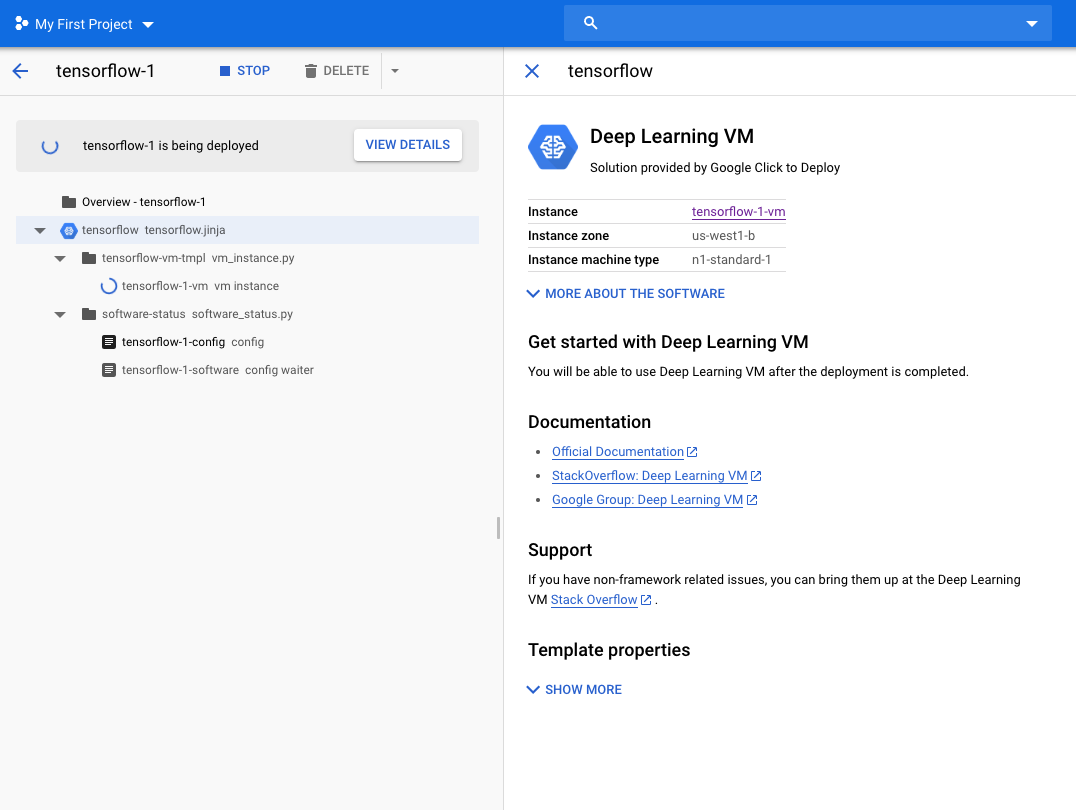 My First Project
tensorflow-1
STOP
DELETE
tensorflow-1 is being deployed
VIEW DETAILS
Overview - tensorflow-1
tensorflow tensorflow.jinja
tensorflow-vm-tmpl vm_instance.py
tensorflow-1-vm vm instance
software-status software_status.py
tensorflow-1-config config
tensorflow-1-software config waiter
tensorflow
Deep Learning VM
Solution provided by Google Click to Deploy
Instance tensorflow-1-vm
Instance zone us-west1-b
Instance machine type n1-standard-1
MORE ABOUT THE SOFTWARE
Get started with Deep Learning VM
You will be able to use Deep Learning VM after the deployment is completed.
Documentation
• Official Documentation
• StackOverflow: Deep Learning VM
• Google Group: Deep Learning VM
Support
If you have non-framework related issues, you can bring them up at the Deep Learning
VM Stack Overflow .
Template properties
SHOW MORE